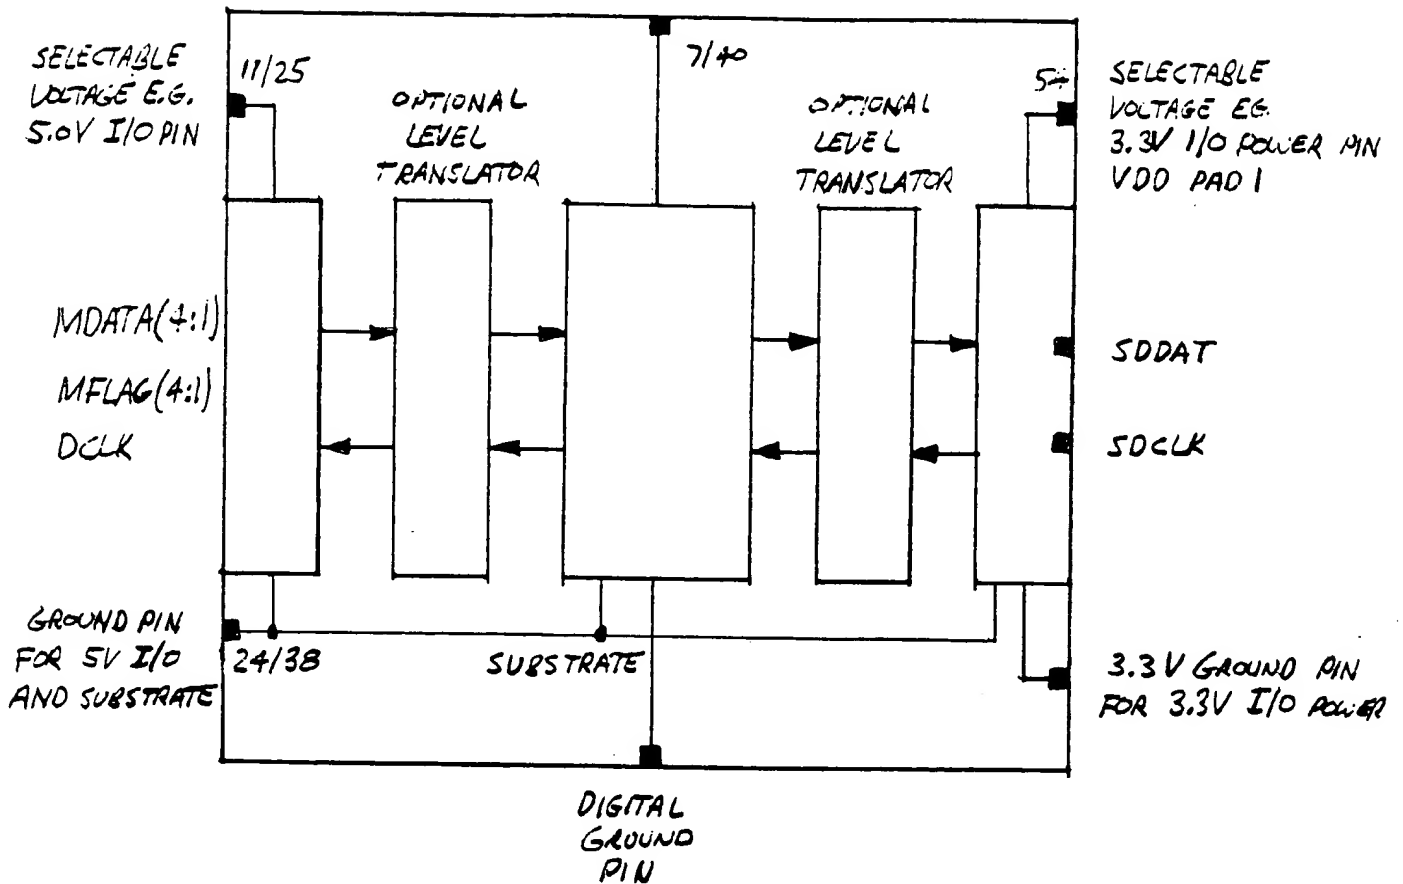 SELECTABLE
VOLTAGE E.G.
5.0V I/O PIN
11/25
OPTIONAL
LEVEL
TRANSLATOR
7/40
OPTIONAL
LEVEL
TRANSLATOR
54
SELECTABLE
VOLTAGE EG.
3.3V I/O POWER PIN
VDD PAD 1
MDATA(4:1)
MFLAG(4:1)
DCLK
SDDAT
SDCLK
GROUND PIN
FOR 5V I/O
AND SUBSTRATE
24/38
SUBSTRATE
3.3V GROUND PIN
FOR 3.3V I/O POWER
DIGITAL
GROUND
PIN